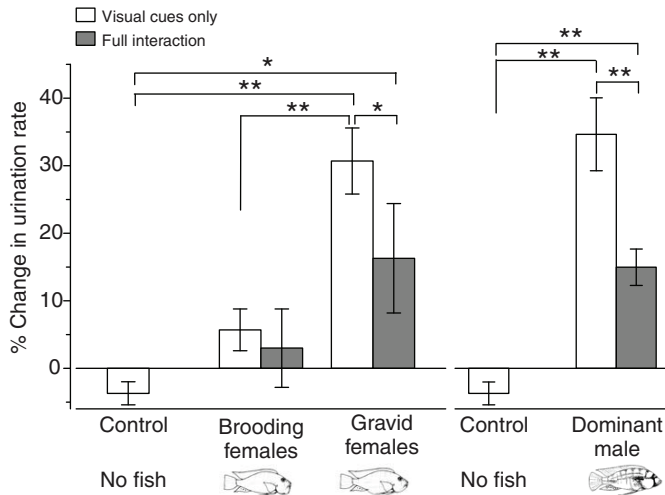 Visual cues only
Full interaction
% Change in urination rate
40
30
20
10
0
*
**
**
*
**
**
**
Control
Brooding
females
Gravid
females
Control
Dominant
male
No fish
No fish